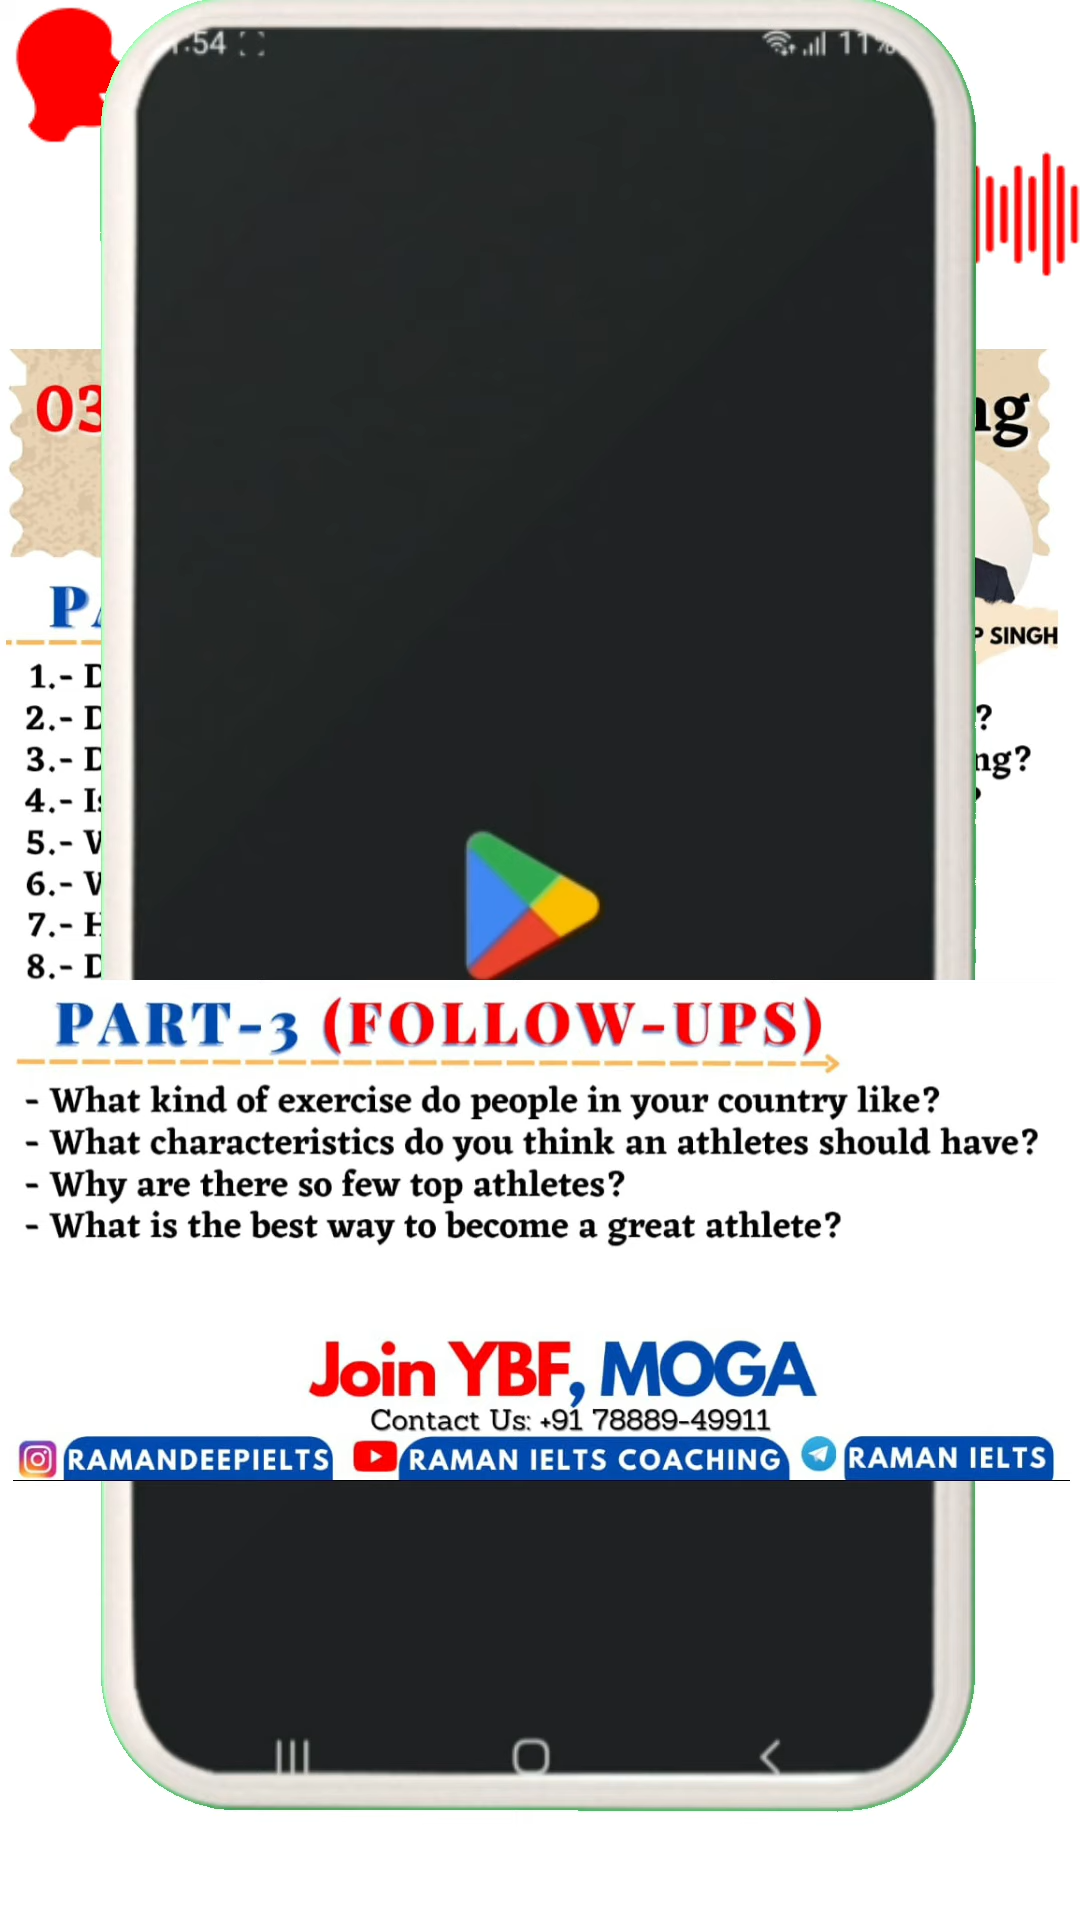 :54
11%
03
ng
P SINGH
1.-
2.- ?
3.- ng?
4.-
5.-
6.-
7.-
8.-
PART-3 (FOLLOW-UPS)
- What kind of exercise do people in your country like?
- What characteristics do you think an athletes should have?
- Why are there so few top athletes?
- What is the best way to become a great athlete?
Join YBF, MOGA
Contact Us: +91 78889-49911
RAMANDEEPIELTS RAMAN IELTS COACHING RAMAN IELTS